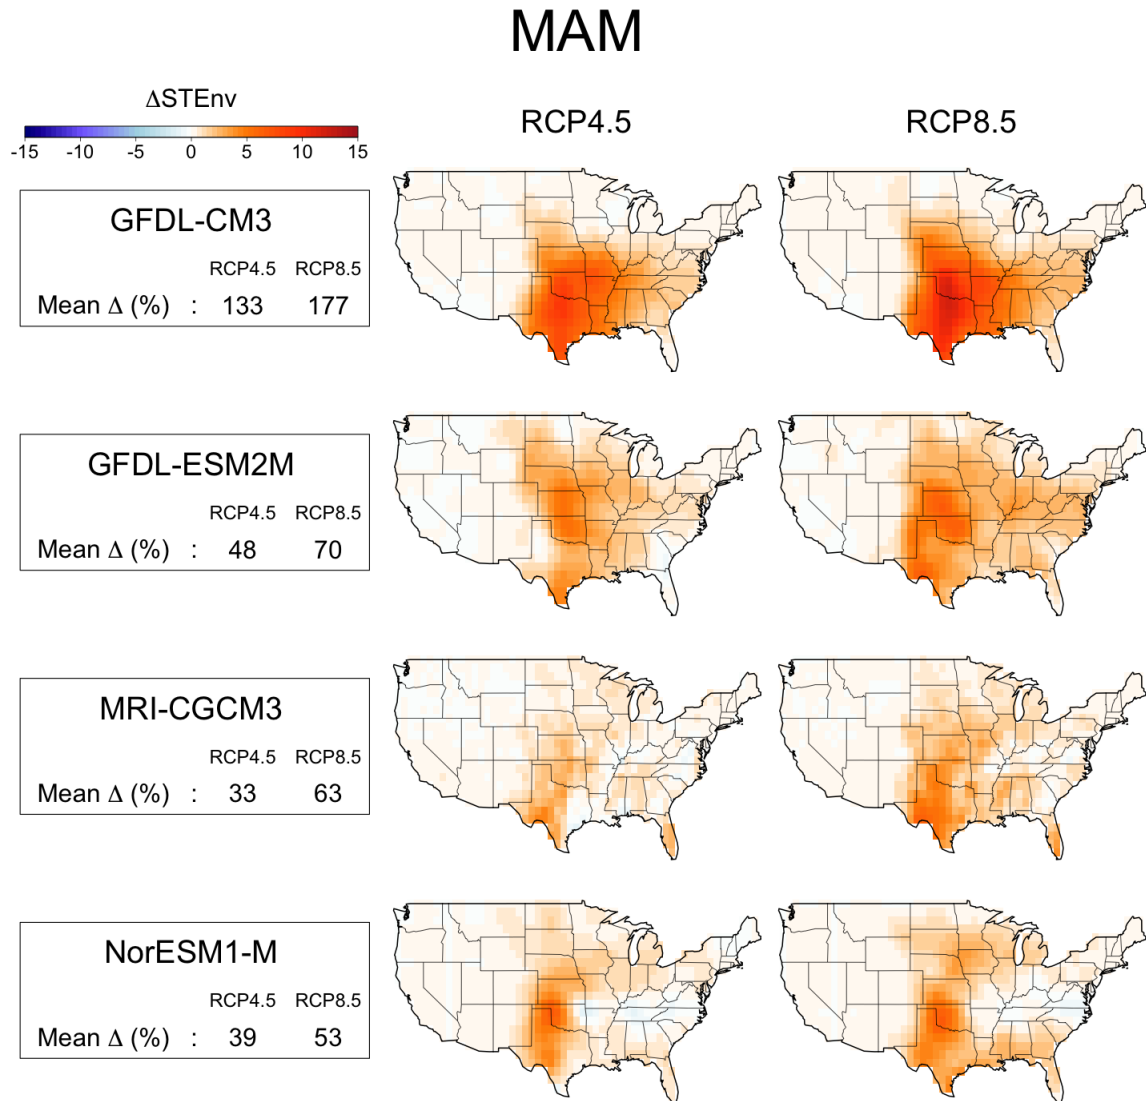 MAM
ΔSTEnv
-15 -10 -5 0 5 10 15
RCP4.5 RCP8.5
GFDL-CM3
RCP4.5 RCP8.5
Mean Δ (%) : 133 177
GFDL-ESM2M
RCP4.5 RCP8.5
Mean Δ (%) : 48 70
MRI-CGCM3
RCP4.5 RCP8.5
Mean Δ (%) : 33 63
NorESM1-M
RCP4.5 RCP8.5
Mean Δ (%) : 39 53